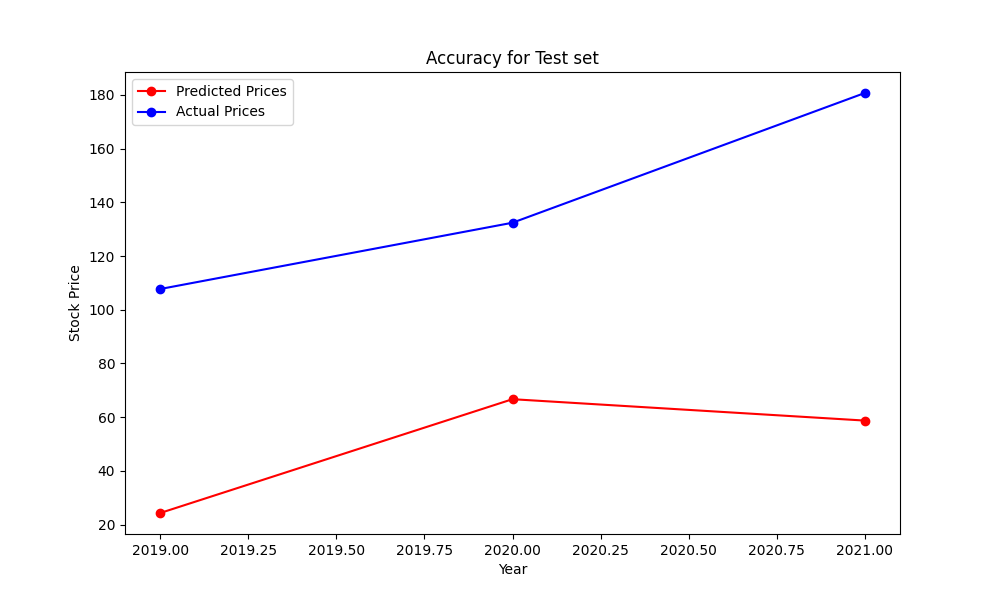 Accuracy for Test set
Predicted Prices
Actual Prices
180
160
140
120
100
80
60
40
20
Stock Price
2019.00 2019.25 2019.50 2019.75 2020.00 2020.25 2020.50 2020.75 2021.00
Year